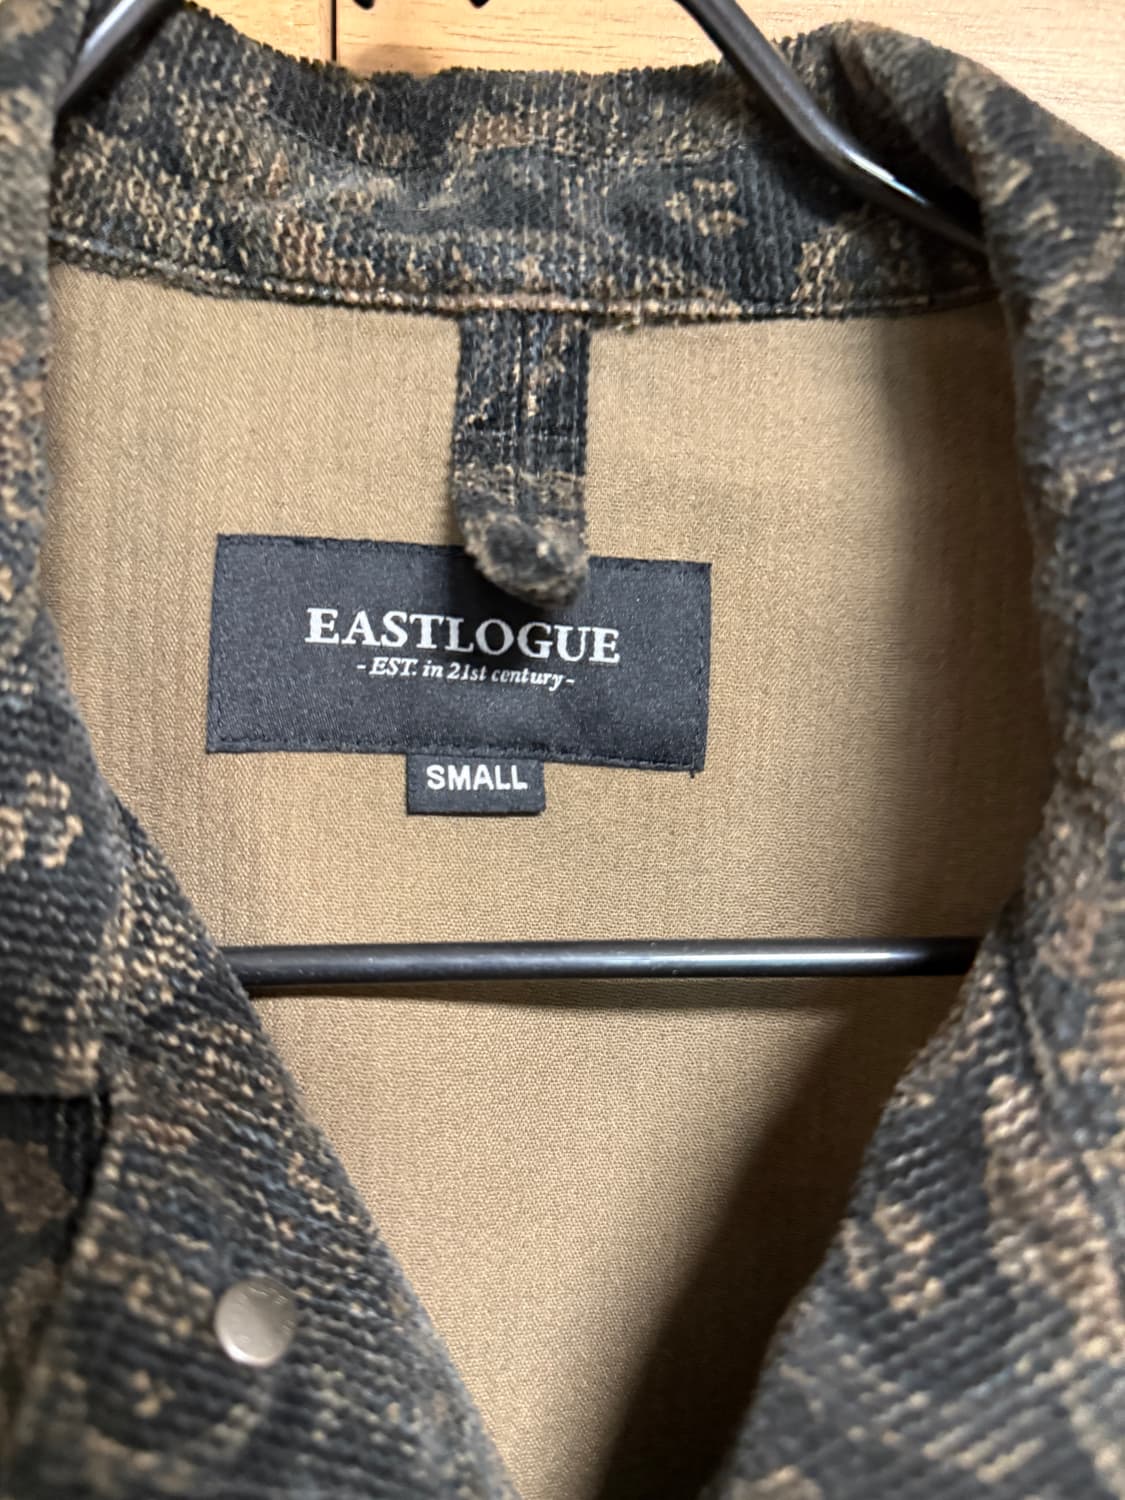 EASTLOGUE
- EST. in 21st century -
SMALL